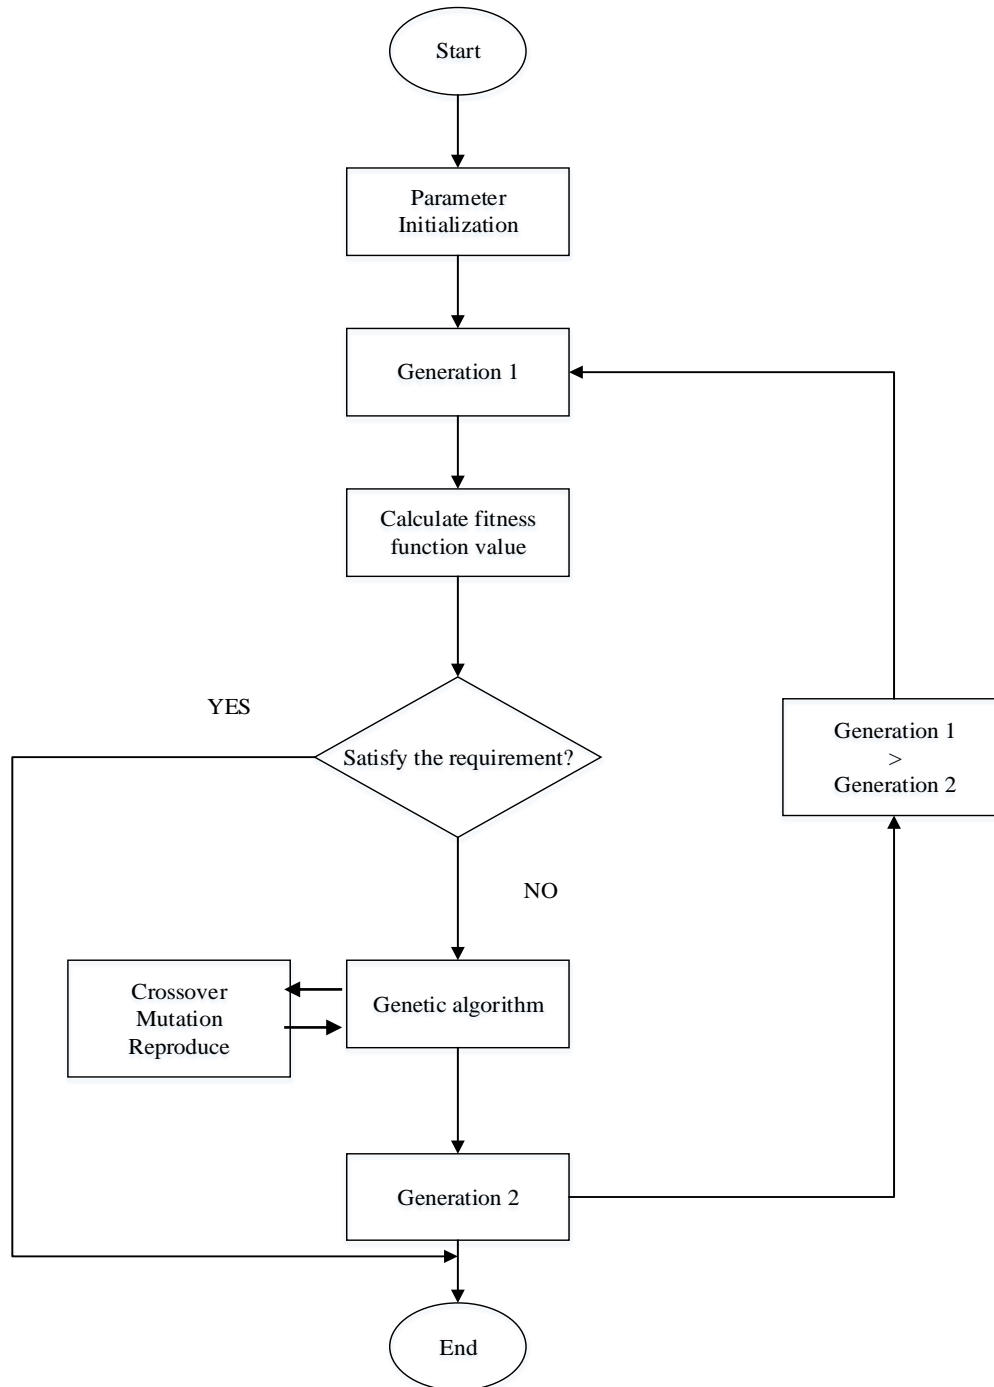 Start
Parameter
Initialization
Generation 1
Calculate fitness
function value
YES
Satisfy the requirement?
Generation 1
>
Generation 2
NO
Crossover
Mutation
Reproduce
Genetic algorithm
Generation 2
End